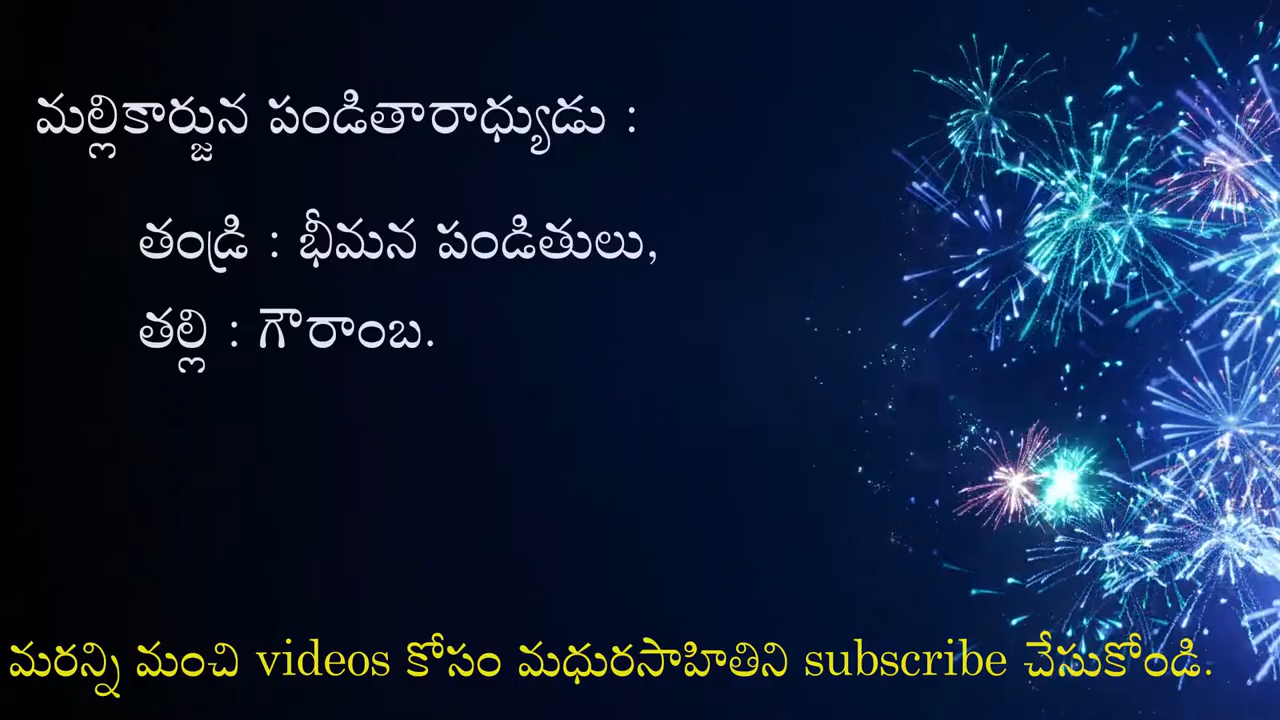 మల్లికార్జున పండితారాధ్యుడు :
తండ్రి : భీమన పండితులు,
తల్లి : గౌరాంబ.
మరన్ని మంచి videos కోసం మధురసాహితిని subscribe చేసుకోండి.